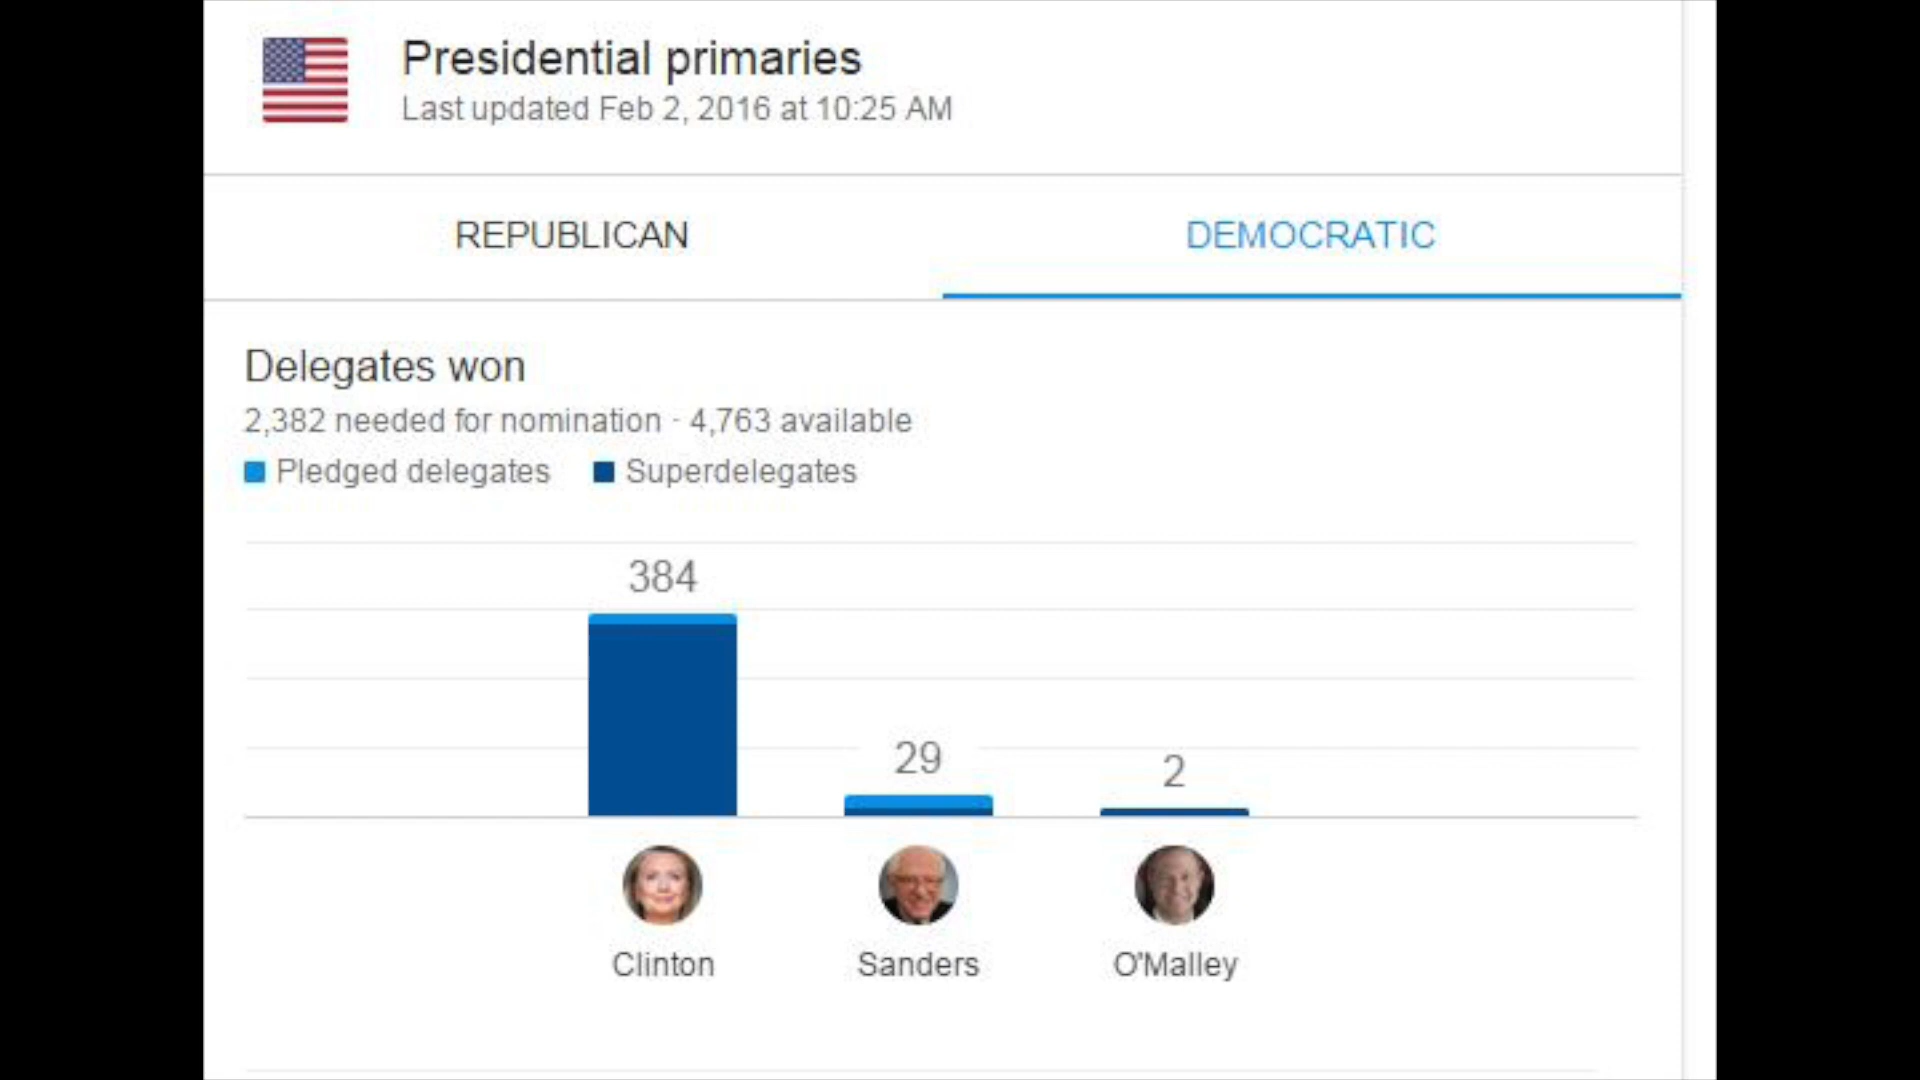 Presidential primaries
Last updated Feb 2, 2016 at 10:25 AM
REPUBLICAN
DEMOCRATIC
Delegates won
2,382 needed for nomination · 4,763 available
Pledged delegates
Superdelegates
384
29
2
Clinton
Sanders
O'Malley